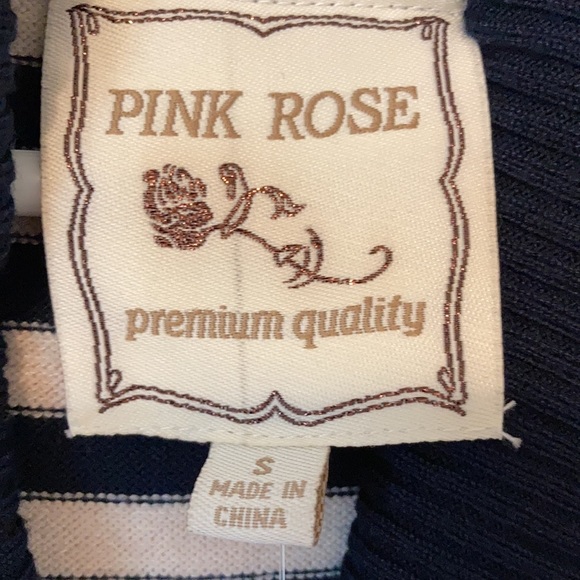 PINK ROSE
premium quality
S
MADE IN
CHINA